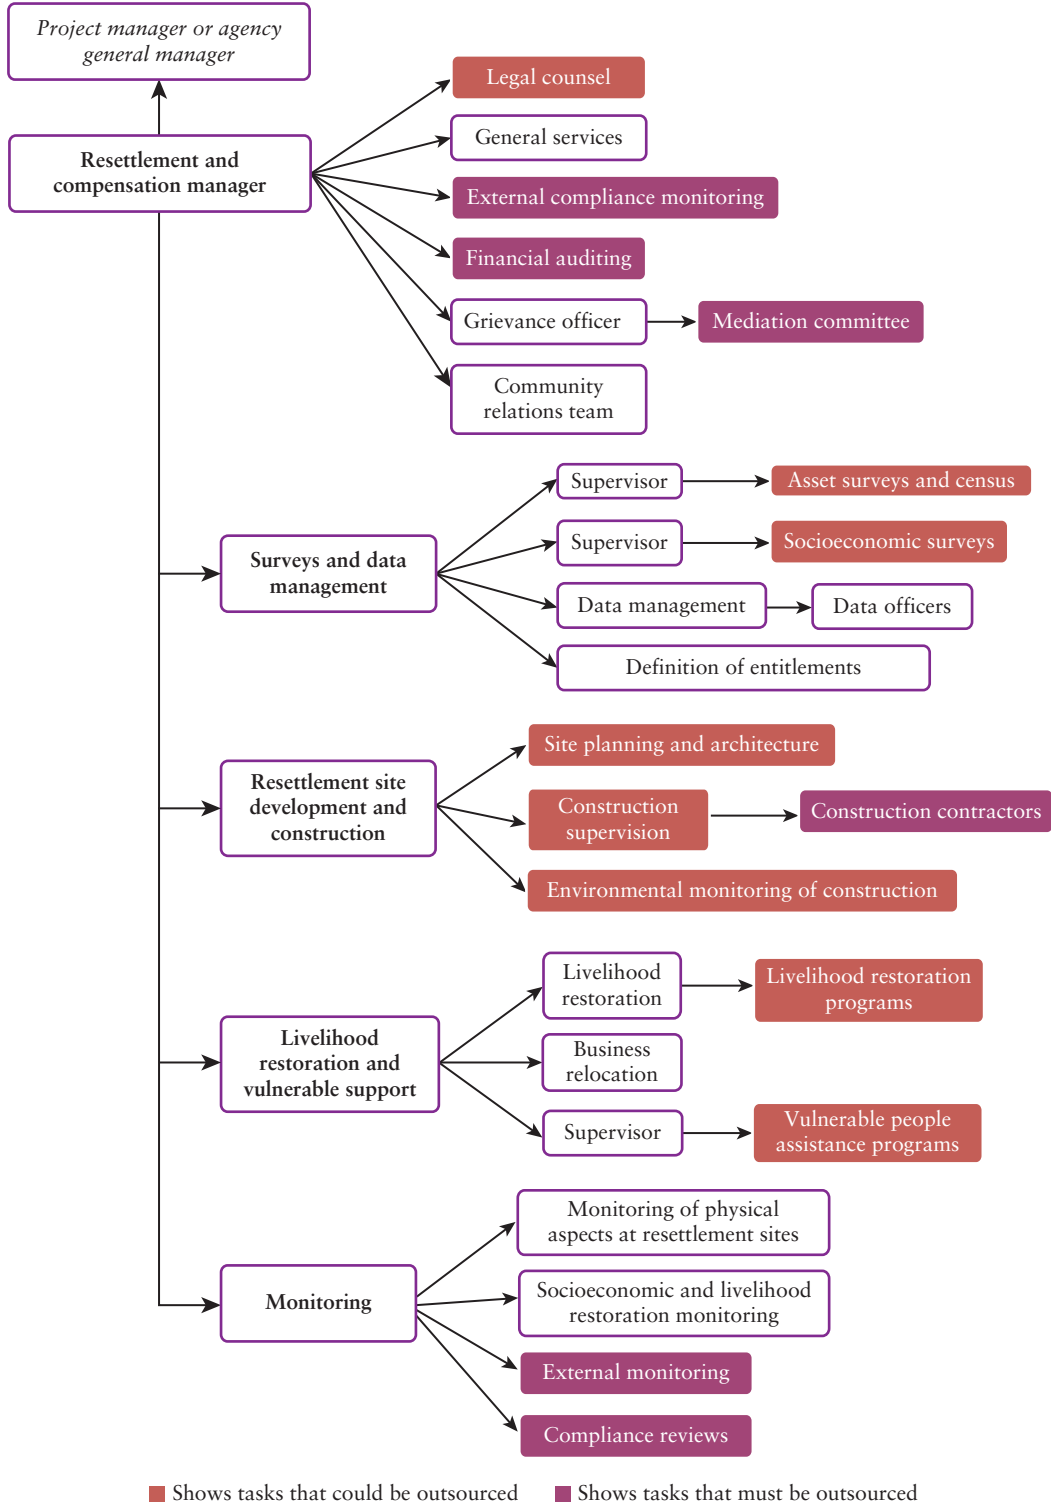 Project manager or agency
general manager
Resettlement and
compensation manager
Legal counsel
General services
External compliance monitoring
Financial auditing
Grievance officer
Mediation committee
Community
relations team
Surveys and data
management
Supervisor
Asset surveys and census
Supervisor
Socioeconomic surveys
Data management
Data officers
Definition of entitlements
Resettlement site
development and
construction
Site planning and architecture
Construction
supervision
Construction contractors
Environmental monitoring of construction
Livelihood
restoration and
vulnerable support
Livelihood
restoration
Livelihood restoration
programs
Business
relocation
Supervisor
Vulnerable people
assistance programs
Monitoring
Monitoring of physical
aspects at resettlement sites
Socioeconomic and livelihood
restoration monitoring
External monitoring
Compliance reviews
Shows tasks that could be outsourced
Shows tasks that must be outsourced